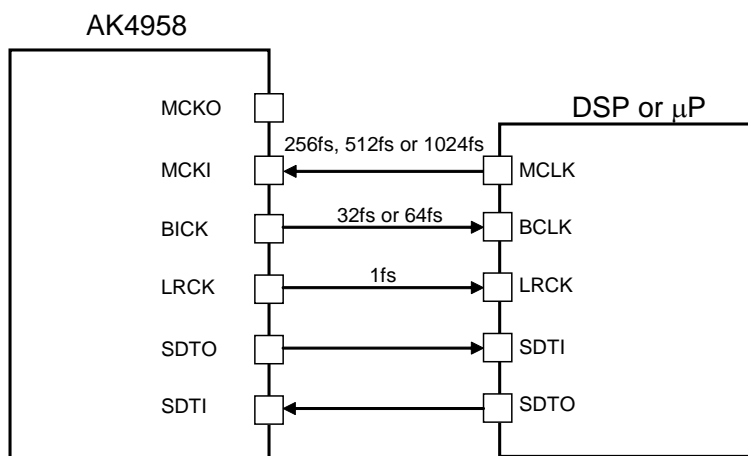 AK4958
DSP or μP
MCKO
256fs, 512fs or 1024fs
MCKI
MCLK
32fs or 64fs
BICK
BCLK
1fs
LRCK
LRCK
SDTO
SDTI
SDTI
SDTO